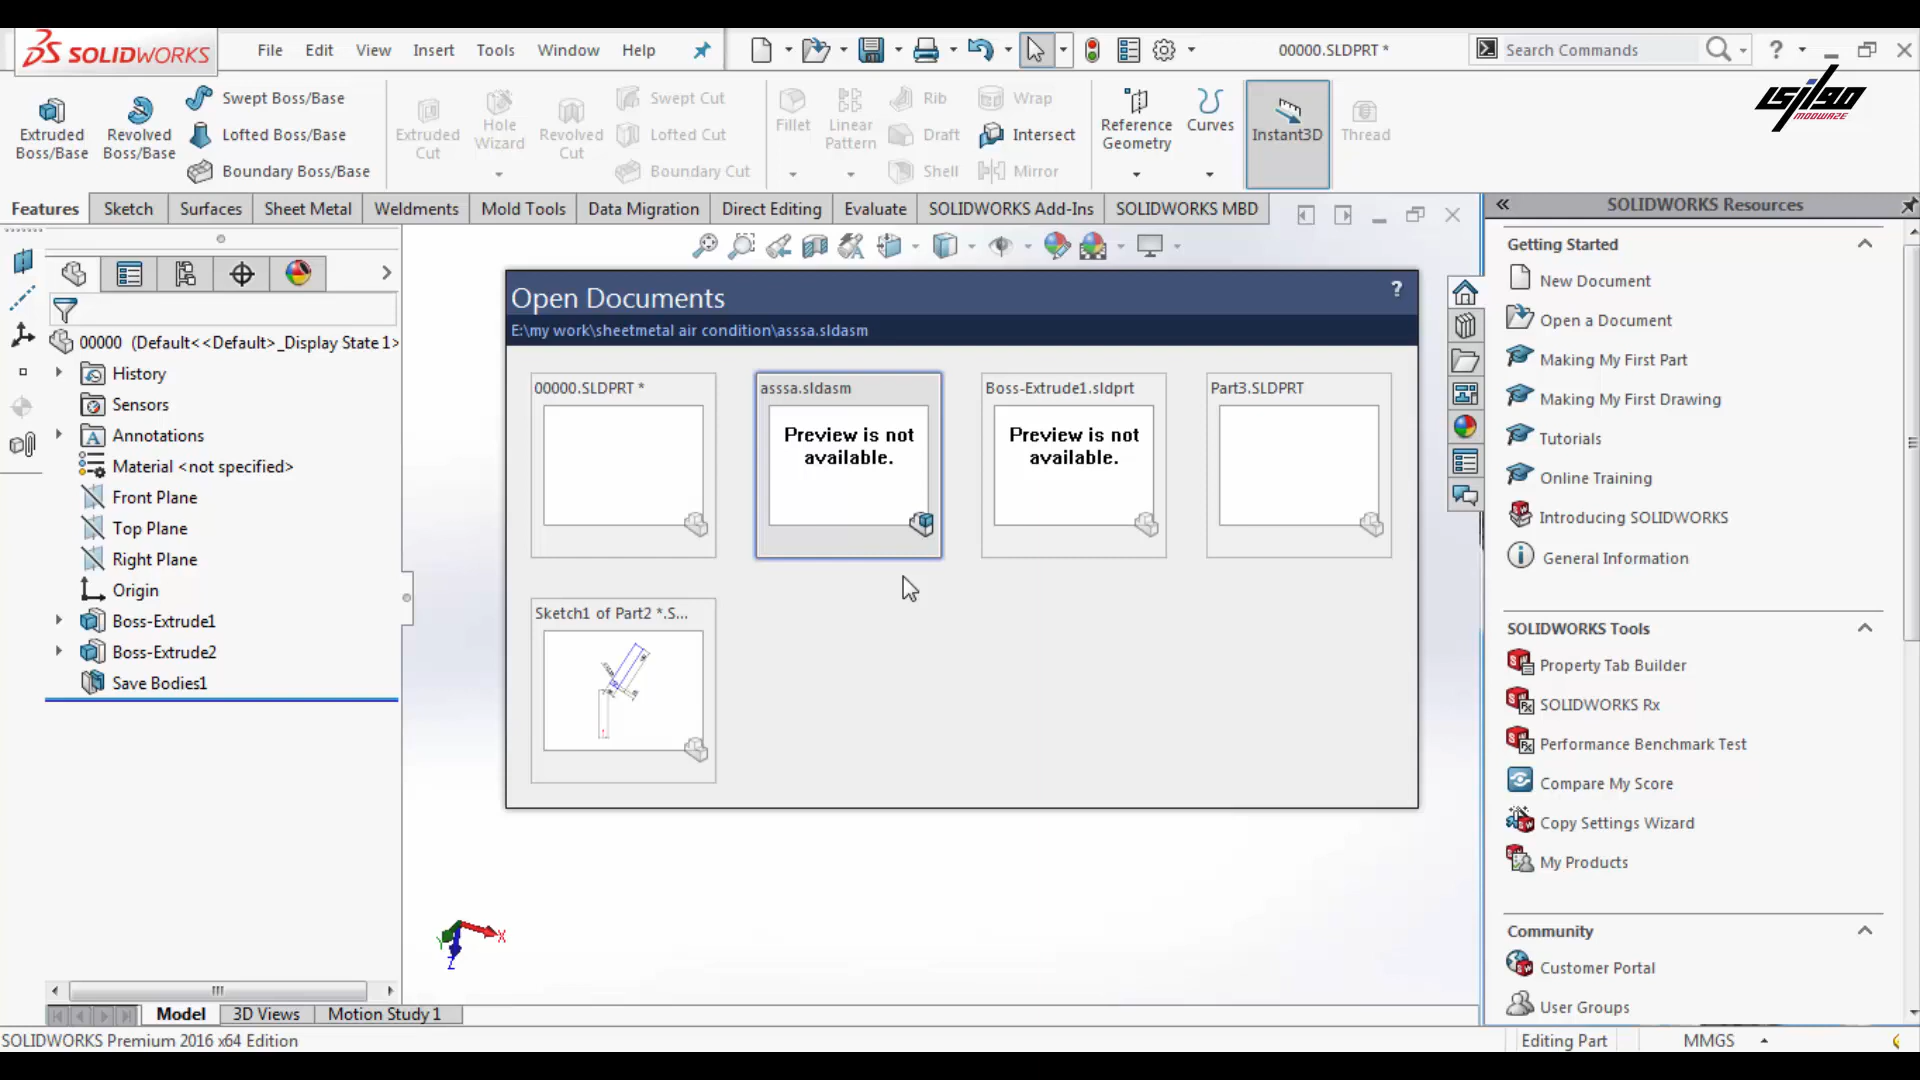 SOLIDWORKS
File Edit View Insert Tools Window Help
00000.SLDPRT *
Search Commands
?
مووازی
MODWAZE
Extruded Boss/Base
Revolved Boss/Base
Swept Boss/Base
Lofted Boss/Base
Boundary Boss/Base
Extruded Cut
Hole Wizard
Revolved Cut
Swept Cut
Lofted Cut
Boundary Cut
Fillet
Linear Pattern
Rib
Draft
Shell
Wrap
Intersect
Mirror
Reference Geometry
Curves
Instant3D
Thread
Features Sketch Surfaces Sheet Metal Weldments Mold Tools Data Migration Direct Editing Evaluate SOLIDWORKS Add-Ins SOLIDWORKS MBD
00000 (Default<<Default>_Display State 1>
History
Sensors
Annotations
Material <not specified>
Front Plane
Top Plane
Right Plane
Origin
Boss-Extrude1
Boss-Extrude2
Save Bodies1
Open Documents
?
E:\my work\sheetmetal air condition\asssa.sldasm
00000.SLDPRT *
asssa.sldasm
Preview is not
available.
Boss-Extrude1.sldprt
Preview is not
available.
Part3.SLDPRT
Sketch1 of Part2 *.S...
X
Y
Z
SOLIDWORKS Resources
Getting Started
New Document
Open a Document
Making My First Part
Making My First Drawing
Tutorials
Online Training
Introducing SOLIDWORKS
General Information
SOLIDWORKS Tools
Property Tab Builder
SOLIDWORKS Rx
Performance Benchmark Test
Compare My Score
Copy Settings Wizard
My Products
Community
Customer Portal
User Groups
Model 3D Views Motion Study 1
SOLIDWORKS Premium 2016 x64 Edition
Editing Part
MMGS